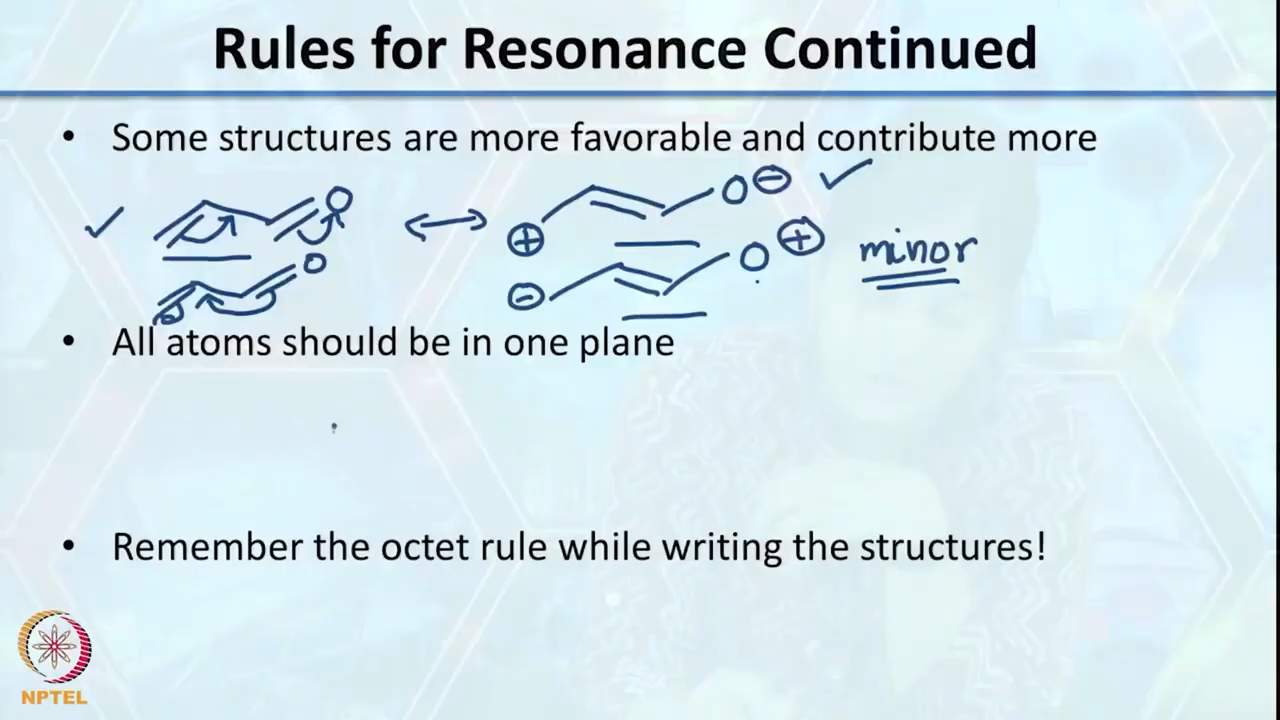 Rules for Resonance Continued
• Some structures are more favorable and contribute more
O ⊖
⊕
O
O ⊕
minor
⊖
O
• All atoms should be in one plane
• Remember the octet rule while writing the structures!
NPTEL